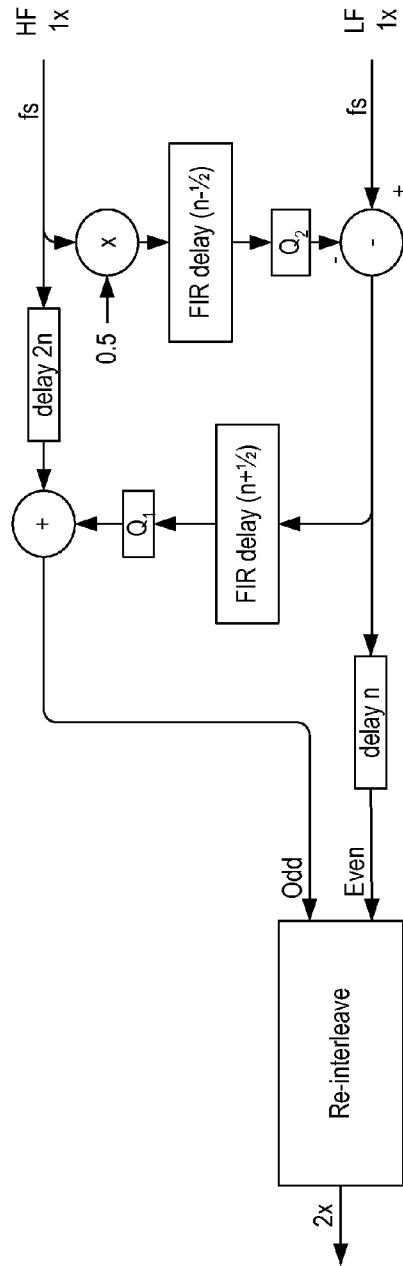 HF
1x
fs
LF
1x
fs
0.5
x
FIR delay (n-½)
Q2
-
+
-
delay 2n
+
Q1
FIR delay (n+½)
delay n
Odd
Even
Re-interleave
2x